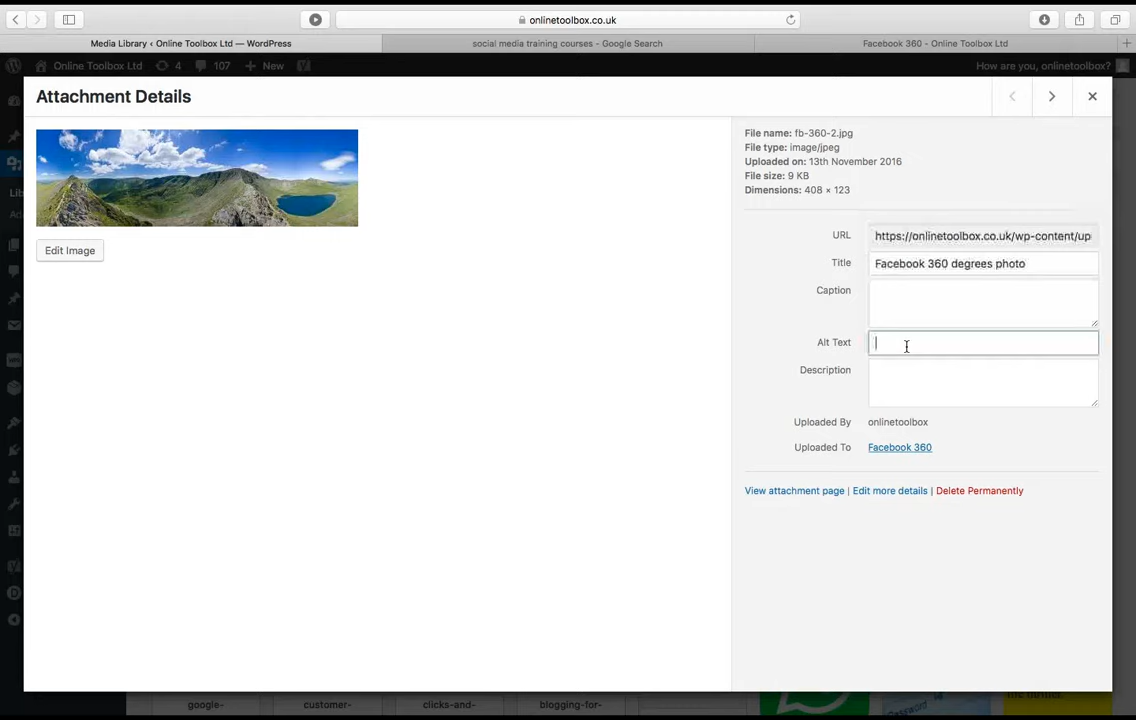 onlinetoolbox.co.uk
Media Library ‹ Online Toolbox Ltd — WordPress
social media training courses - Google Search
Facebook 360 - Online Toolbox Ltd
Online Toolbox Ltd
4
107
New
How are you, onlinetoolbox?
Attachment Details
File name: fb-360-2.jpg
File type: image/jpeg
Uploaded on: 13th November 2016
File size: 9 KB
Dimensions: 408 × 123
URL https://onlinetoolbox.co.uk/wp-content/up
Title Facebook 360 degrees photo
Caption
Alt Text
Description
Uploaded By onlinetoolbox
Uploaded To Facebook 360
View attachment page | Edit more details | Delete Permanently
Edit Image
Lib
google-
customer-
clicks-and-
blogging-for-
Password